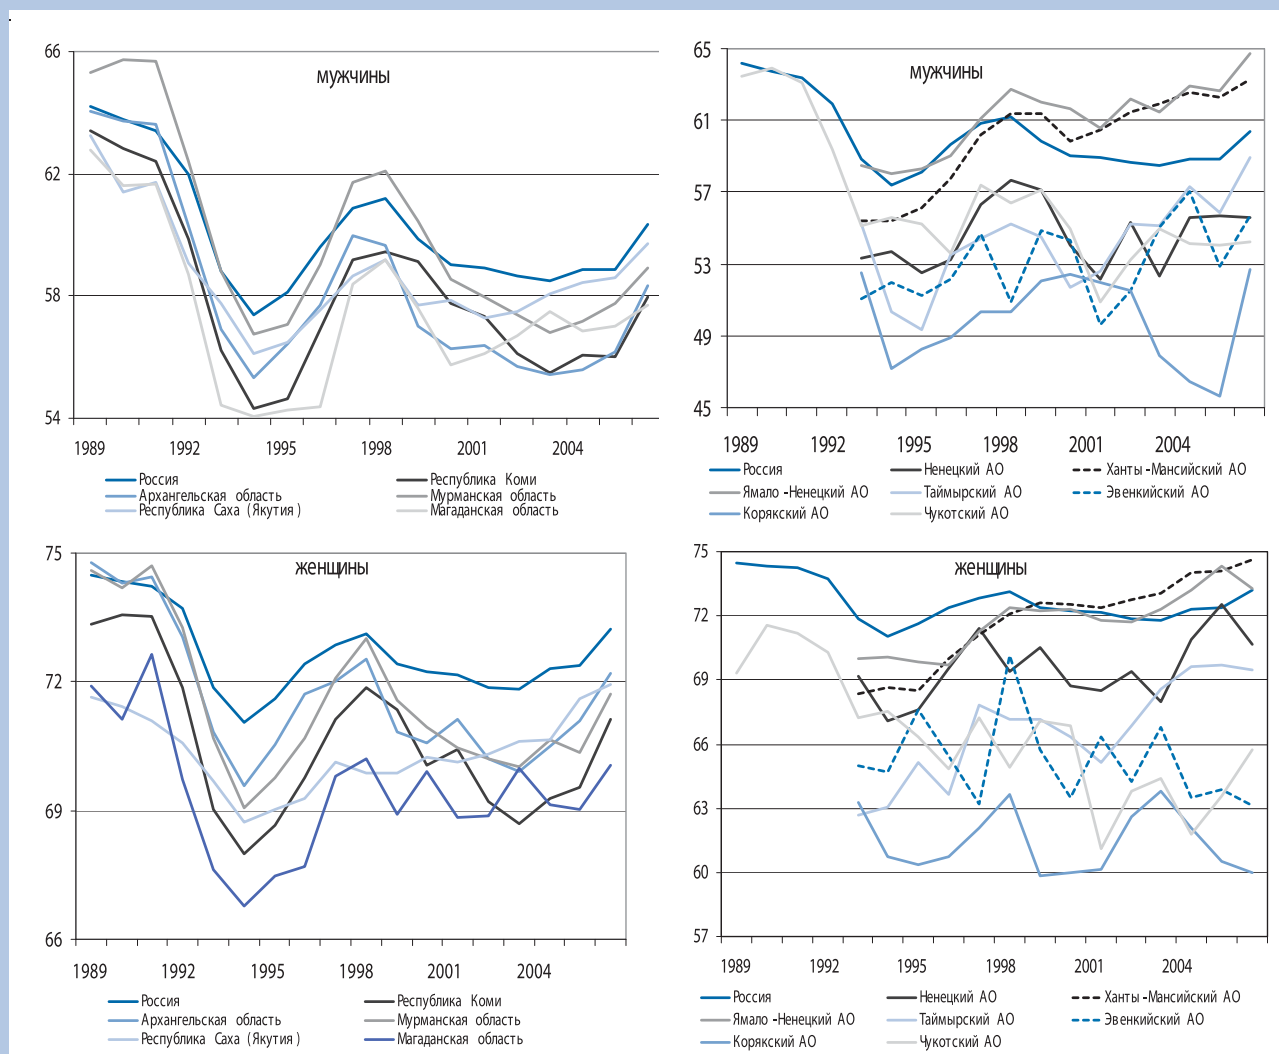 мужчины
66
62
58
54
1989 1992 1995 1998 2001 2004
Россия Республика Коми
Архангельская область Мурманская область
Республика Саха (Якутия) Магаданская область
мужчины
65
61
57
53
49
45
1989 1992 1995 1998 2001 2004
Россия Ненецкий АО Ханты-Мансийский АО
Ямало-Ненецкий АО Таймырский АО Эвенкийский АО
Корякский АО Чукотский АО
женщины
75
72
69
66
1989 1992 1995 1998 2001 2004
Россия Республика Коми
Архангельская область Мурманская область
Республика Саха (Якутия) Магаданская область
женщины
75
72
69
66
63
60
57
1989 1992 1995 1998 2001 2004
Россия Ненецкий АО Ханты-Мансийский АО
Ямало-Ненецкий АО Таймырский АО Эвенкийский АО
Корякский АО Чукотский АО